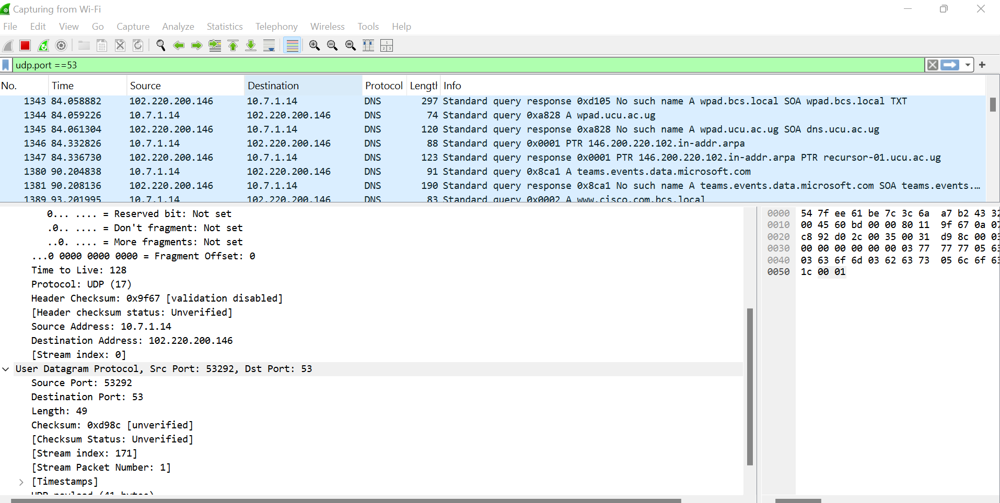 Capturing from Wi-Fi
File Edit View Go Capture Analyze Statistics Telephony Wireless Tools Help
udp.port ==53
No. Time Source Destination Protocol Length Info
1343 84.058882 102.220.200.146 10.7.1.14 DNS 297 Standard query response 0xd105 No such name A wpad.bcs.local SOA wpad.bcs.local TXT
1344 84.059226 10.7.1.14 102.220.200.146 DNS 74 Standard query 0xa828 A wpad.ucu.ac.ug
1345 84.061304 102.220.200.146 10.7.1.14 DNS 120 Standard query response 0xa828 No such name A wpad.ucu.ac.ug SOA dns.ucu.ac.ug
1346 84.332826 10.7.1.14 102.220.200.146 DNS 88 Standard query 0x0001 PTR 146.200.220.102.in-addr.arpa
1347 84.336730 102.220.200.146 10.7.1.14 DNS 123 Standard query response 0x0001 PTR 146.200.220.102.in-addr.arpa PTR recursor-01.ucu.ac.ug
1380 90.204838 10.7.1.14 102.220.200.146 DNS 91 Standard query 0x8ca1 A teams.events.data.microsoft.com
1381 90.208136 102.220.200.146 10.7.1.14 DNS 190 Standard query response 0x8ca1 No such name A teams.events.data.microsoft.com SOA teams.events.…
1389 93.201995 10.7.1.14 102.220.200.146 DNS 83 Standard query 0x0002 A www.cisco.com.bcs.local
0... .... = Reserved bit: Not set
.0.. .... = Don't fragment: Not set
..0. .... = More fragments: Not set
...0 0000 0000 0000 = Fragment Offset: 0
Time to Live: 128
Protocol: UDP (17)
Header Checksum: 0x9f67 [validation disabled]
[Header checksum status: Unverified]
Source Address: 10.7.1.14
Destination Address: 102.220.200.146
[Stream index: 0]
User Datagram Protocol, Src Port: 53292, Dst Port: 53
Source Port: 53292
Destination Port: 53
Length: 49
Checksum: 0xd98c [unverified]
[Checksum Status: Unverified]
[Stream index: 171]
[Stream Packet Number: 1]
[Timestamps]
UDP payload (41 bytes)
0000 54 7f ee 61 be 7c 3c 6a a7 b2 43 32
0010 00 45 60 bd 00 00 80 11 9f 67 0a 07
0020 c8 92 d0 2c 00 35 00 31 d9 8c 00 03
0030 00 00 00 00 00 00 03 77 77 77 05 63
0040 03 63 6f 6d 03 62 63 73 05 6c 6f 63
0050 1c 00 01